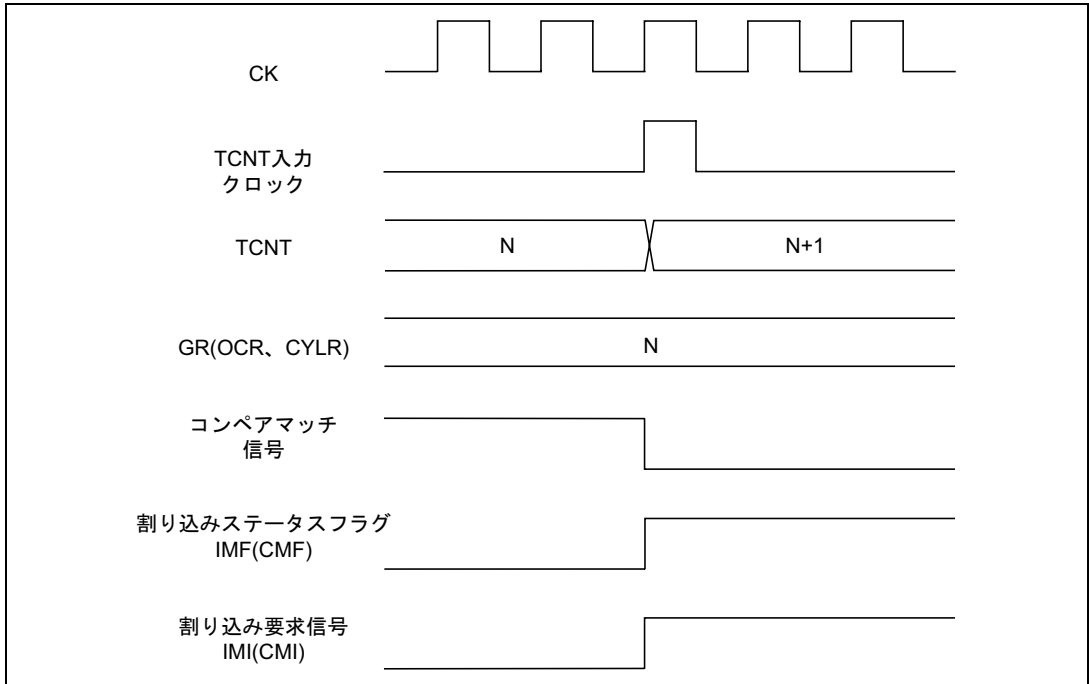 CK
TCNT入力
クロック
TCNT
N
N+1
GR(OCR、CYLR)
N
コンペアマッチ
信号
割り込みステータスフラグ
IMF(CMF)
割り込み要求信号
IMI(CMI)